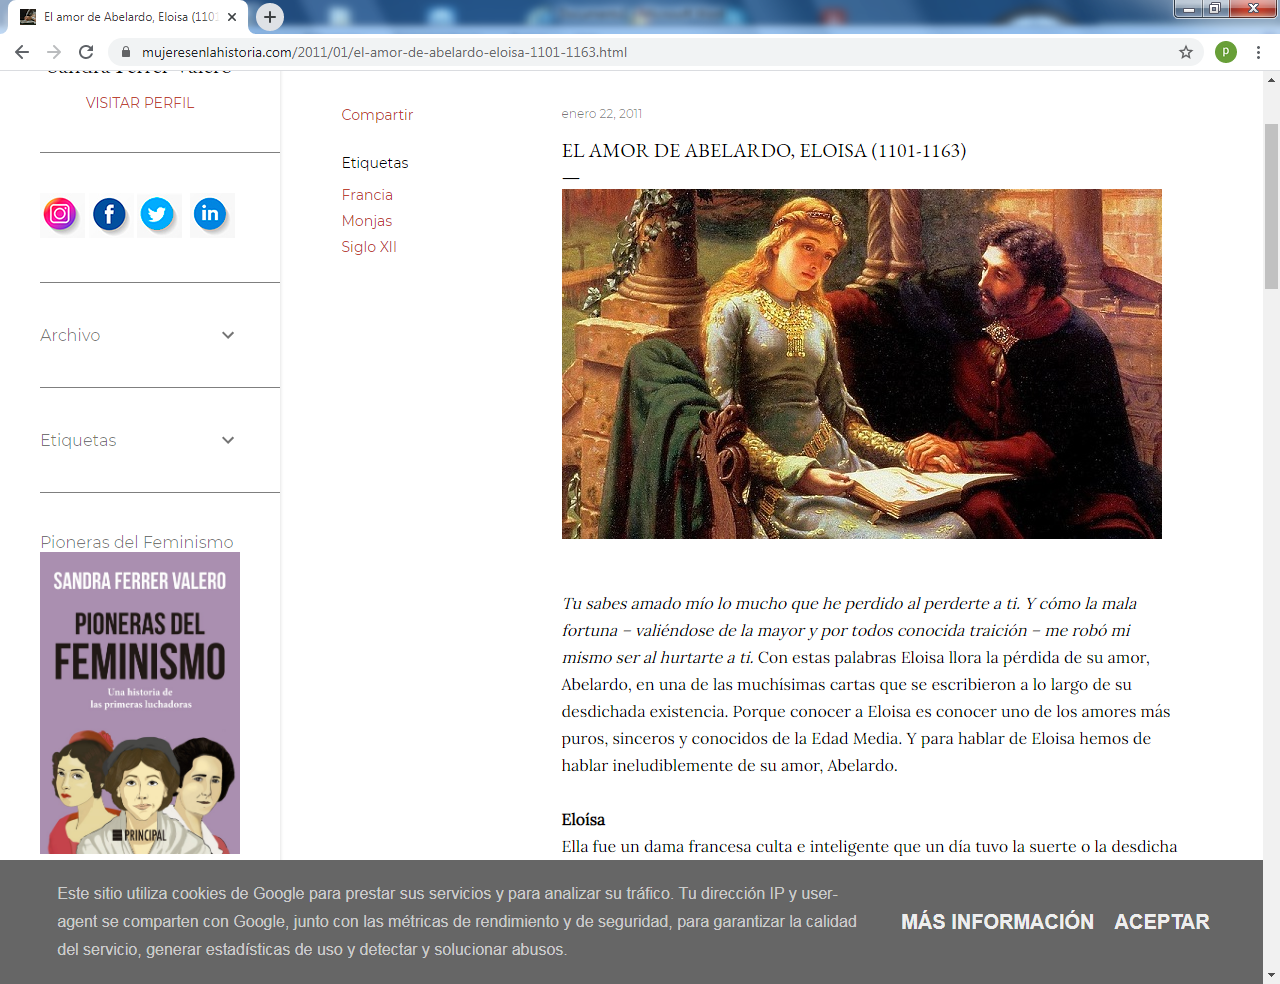 El amor de Abelardo, Eloisa (1101
mujeresenlahistoria.com/2011/01/el-amor-de-abelardo-eloisa-1101-1163.html
P
Sandra Ferrer Valero
VISITAR PERFIL
Archivo
Etiquetas
Pioneras del Feminismo
SANDRA FERRER VALERO
PIONERAS DEL
FEMINISMO
Una historia de
las primeras luchadoras
PRINCIPAL
Compartir
Etiquetas
Francia
Monjas
Siglo XII
enero 22, 2011
EL AMOR DE ABELARDO, ELOISA (1101-1163)
Tu sabes amado mío lo mucho que he perdido al perderte a ti. Y cómo la mala
fortuna – valiéndose de la mayor y por todos conocida traición – me robó mi
mismo ser al hurtarte a ti. Con estas palabras Eloisa llora la pérdida de su amor,
Abelardo, en una de las muchísimas cartas que se escribieron a lo largo de su
desdichada existencia. Porque conocer a Eloisa es conocer uno de los amores más
puros, sinceros y conocidos de la Edad Media. Y para hablar de Eloisa hemos de
hablar ineludiblemente de su amor, Abelardo.
Eloísa
Ella fue un dama francesa culta e inteligente que un día tuvo la suerte o la desdicha
Este sitio utiliza cookies de Google para prestar sus servicios y para analizar su tráfico. Tu dirección IP y user-
agent se comparten con Google, junto con las métricas de rendimiento y de seguridad, para garantizar la calidad
del servicio, generar estadísticas de uso y detectar y solucionar abusos.
MÁS INFORMACIÓN
ACEPTAR